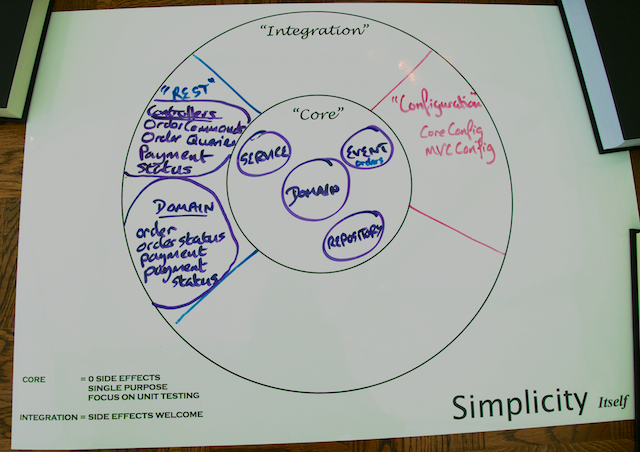 "Integration"
"REST"
Controllers
Order Commands
Order Queries
Payment
Status
DOMAIN
order
order status
payment
payment
status
"Core"
SERVICE
EVENT
orders
DOMAIN
REPOSITORY
"Configuration"
Core Config
MVC Config
CORE = 0 SIDE EFFECTS
SINGLE PURPOSE
FOCUS ON UNIT TESTING
INTEGRATION = SIDE EFFECTS WELCOME
Simplicity Itself